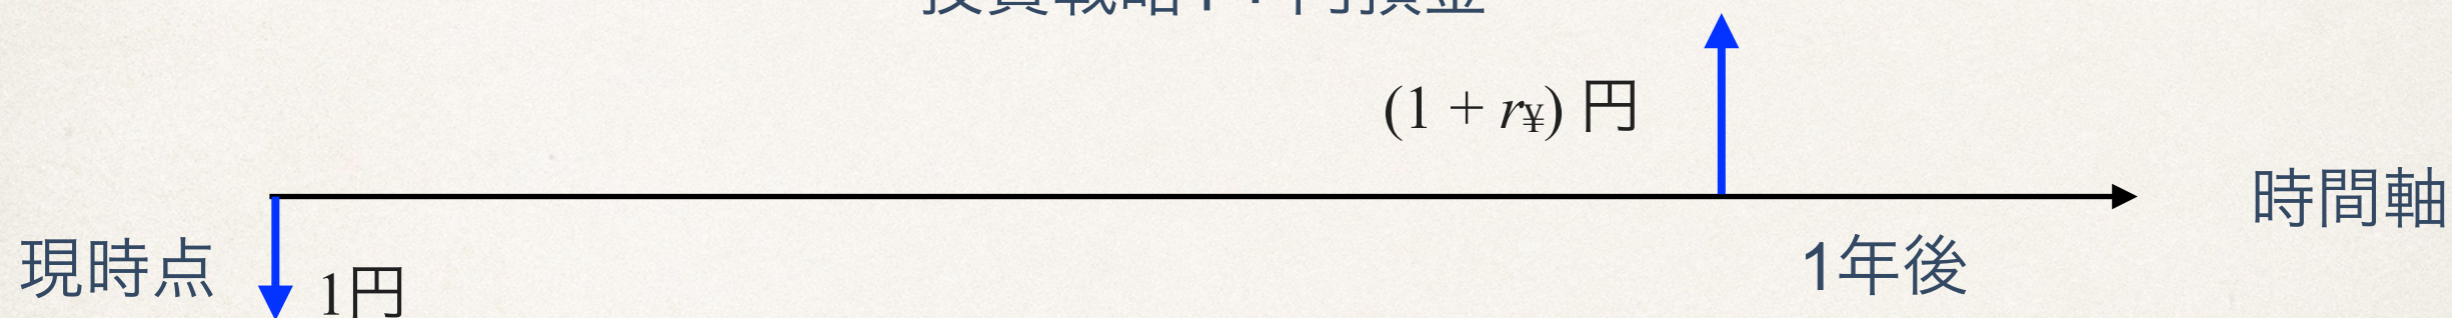 (1 + r¥) 円
時間軸
現時点
1円
1年後